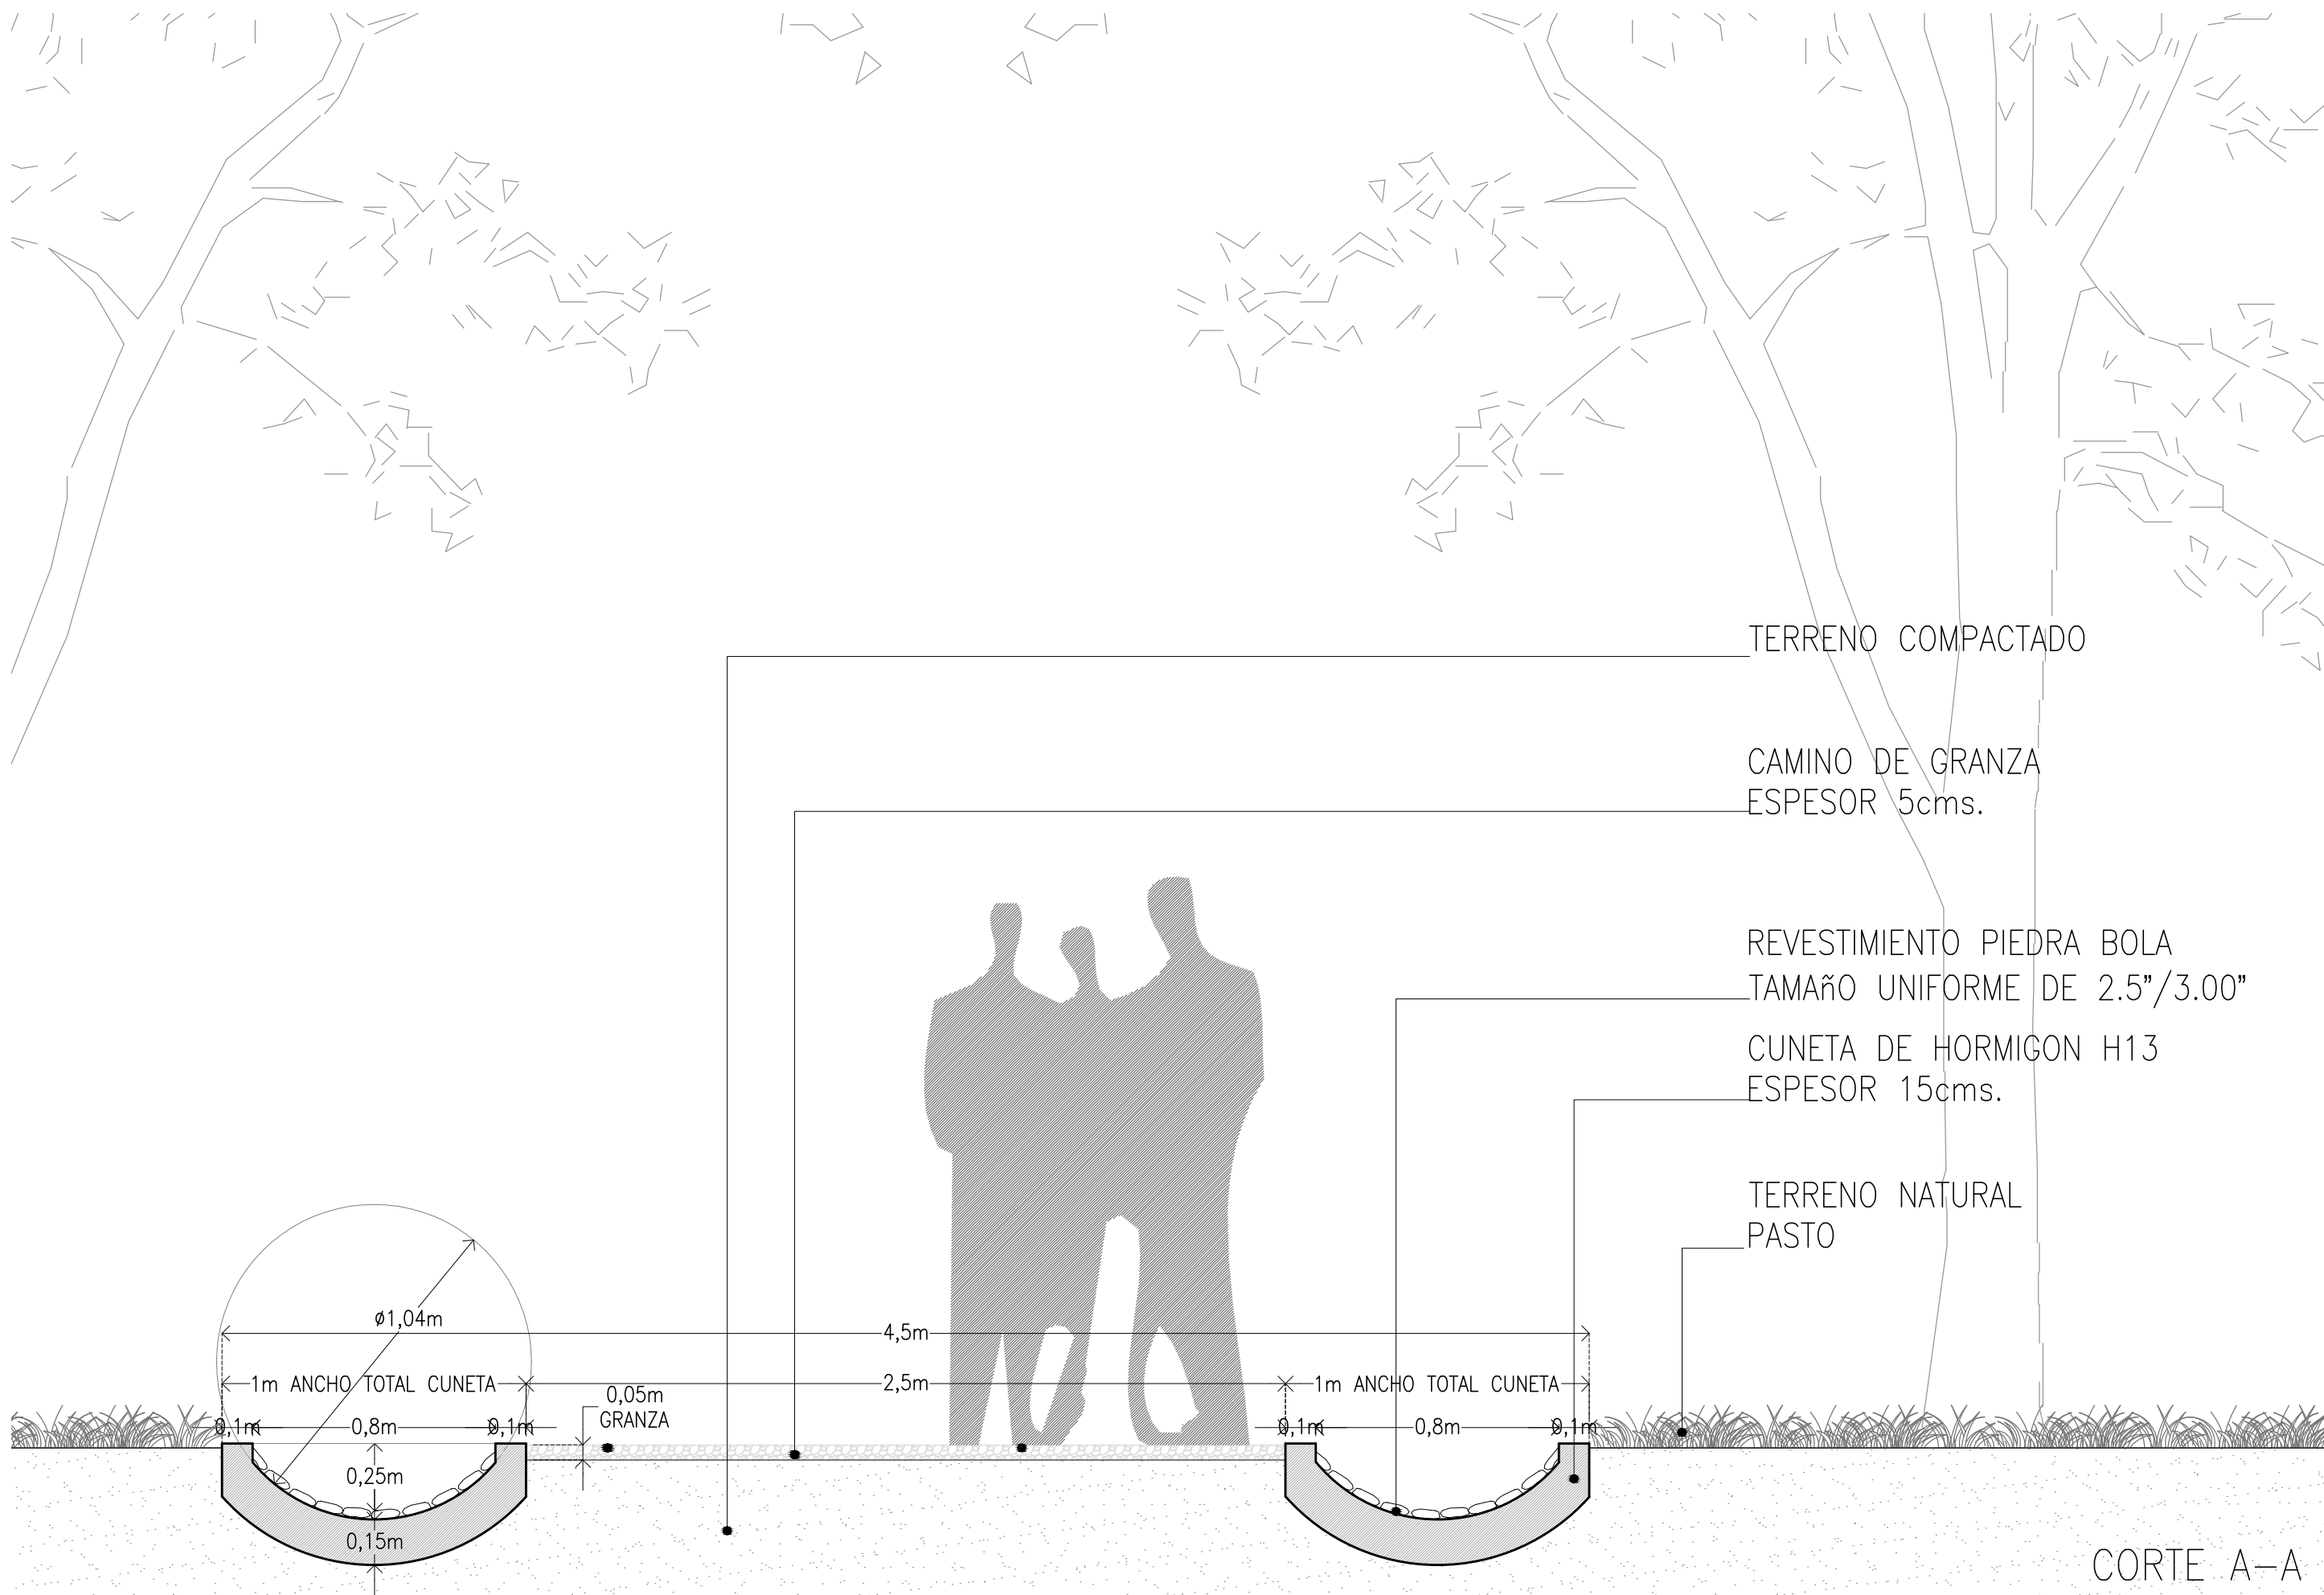 TERRENO COMPACTADO
CAMINO DE GRANZA
ESPESOR 5cms.
REVESTIMIENTO PIEDRA BOLA
TAMAñO UNIFORME DE 2.5"/3.00"
CUNETA DE HORMIGON H13
ESPESOR 15cms.
TERRENO NATURAL
PASTO
ø1,04m
4,5m
1m ANCHO TOTAL CUNETA
2,5m
1m ANCHO TOTAL CUNETA
0,05m
GRANZA
0,1m
0,8m
0,1m
0,1m
0,8m
0,1m
0,25m
0,15m
CORTE A-A